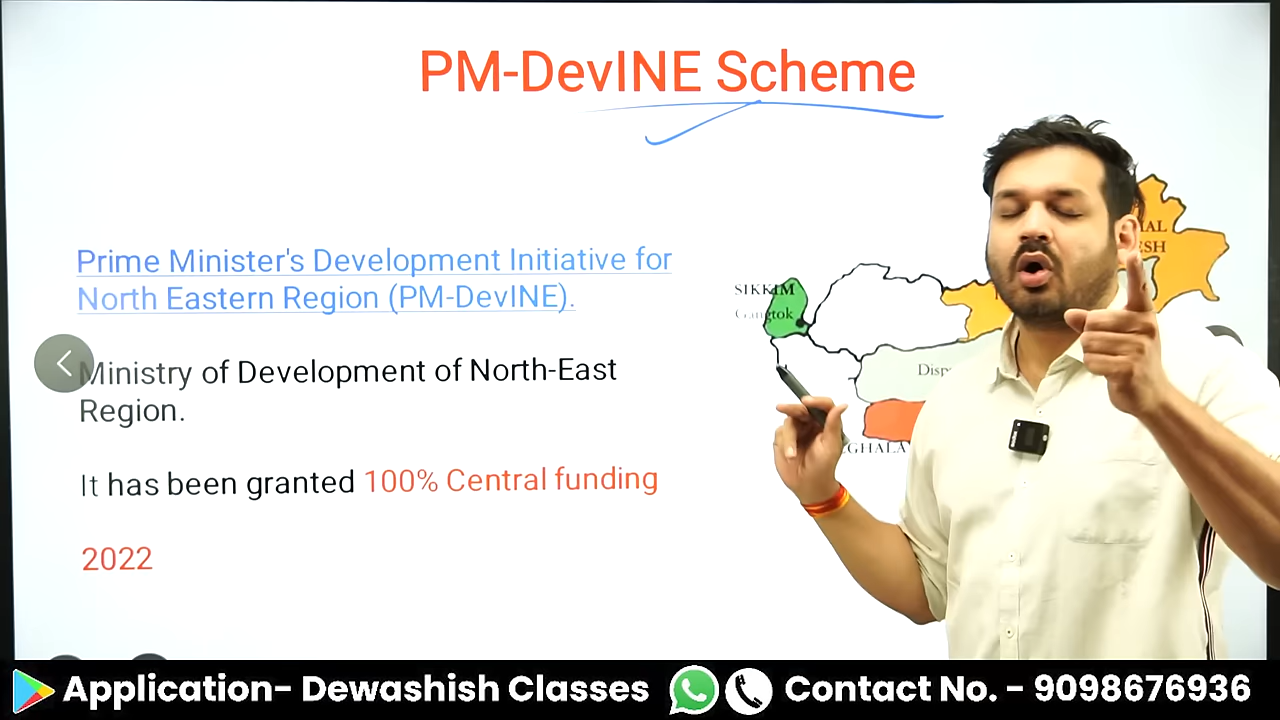 PM-DevINE Scheme
Prime Minister's Development Initiative for
North Eastern Region (PM-DevINE).
Ministry of Development of North-East
Region.
It has been granted 100% Central funding
2022
SIKKIM
Gangtok
Application- Dewashish Classes
Contact No. - 9098676936